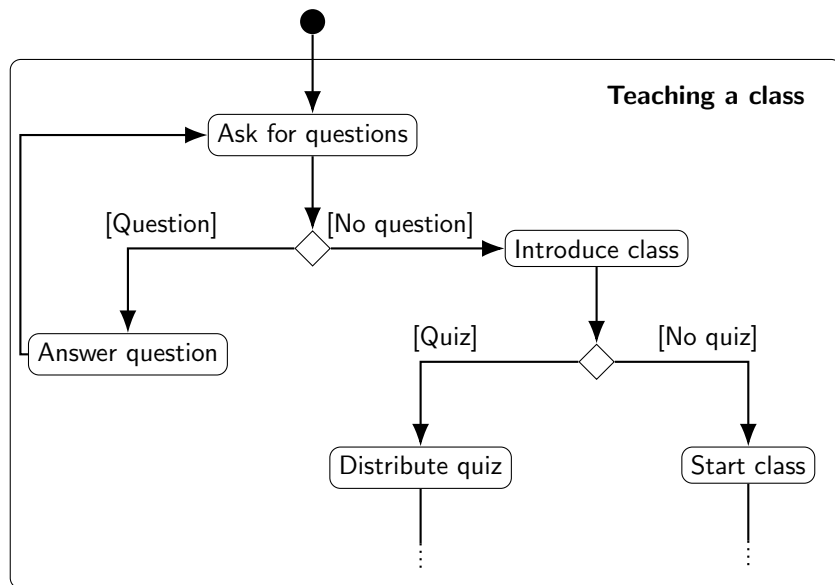 Teaching a class
Ask for questions
[Question]
[No question]
Introduce class
Answer question
[Quiz]
[No quiz]
Distribute quiz
Start class